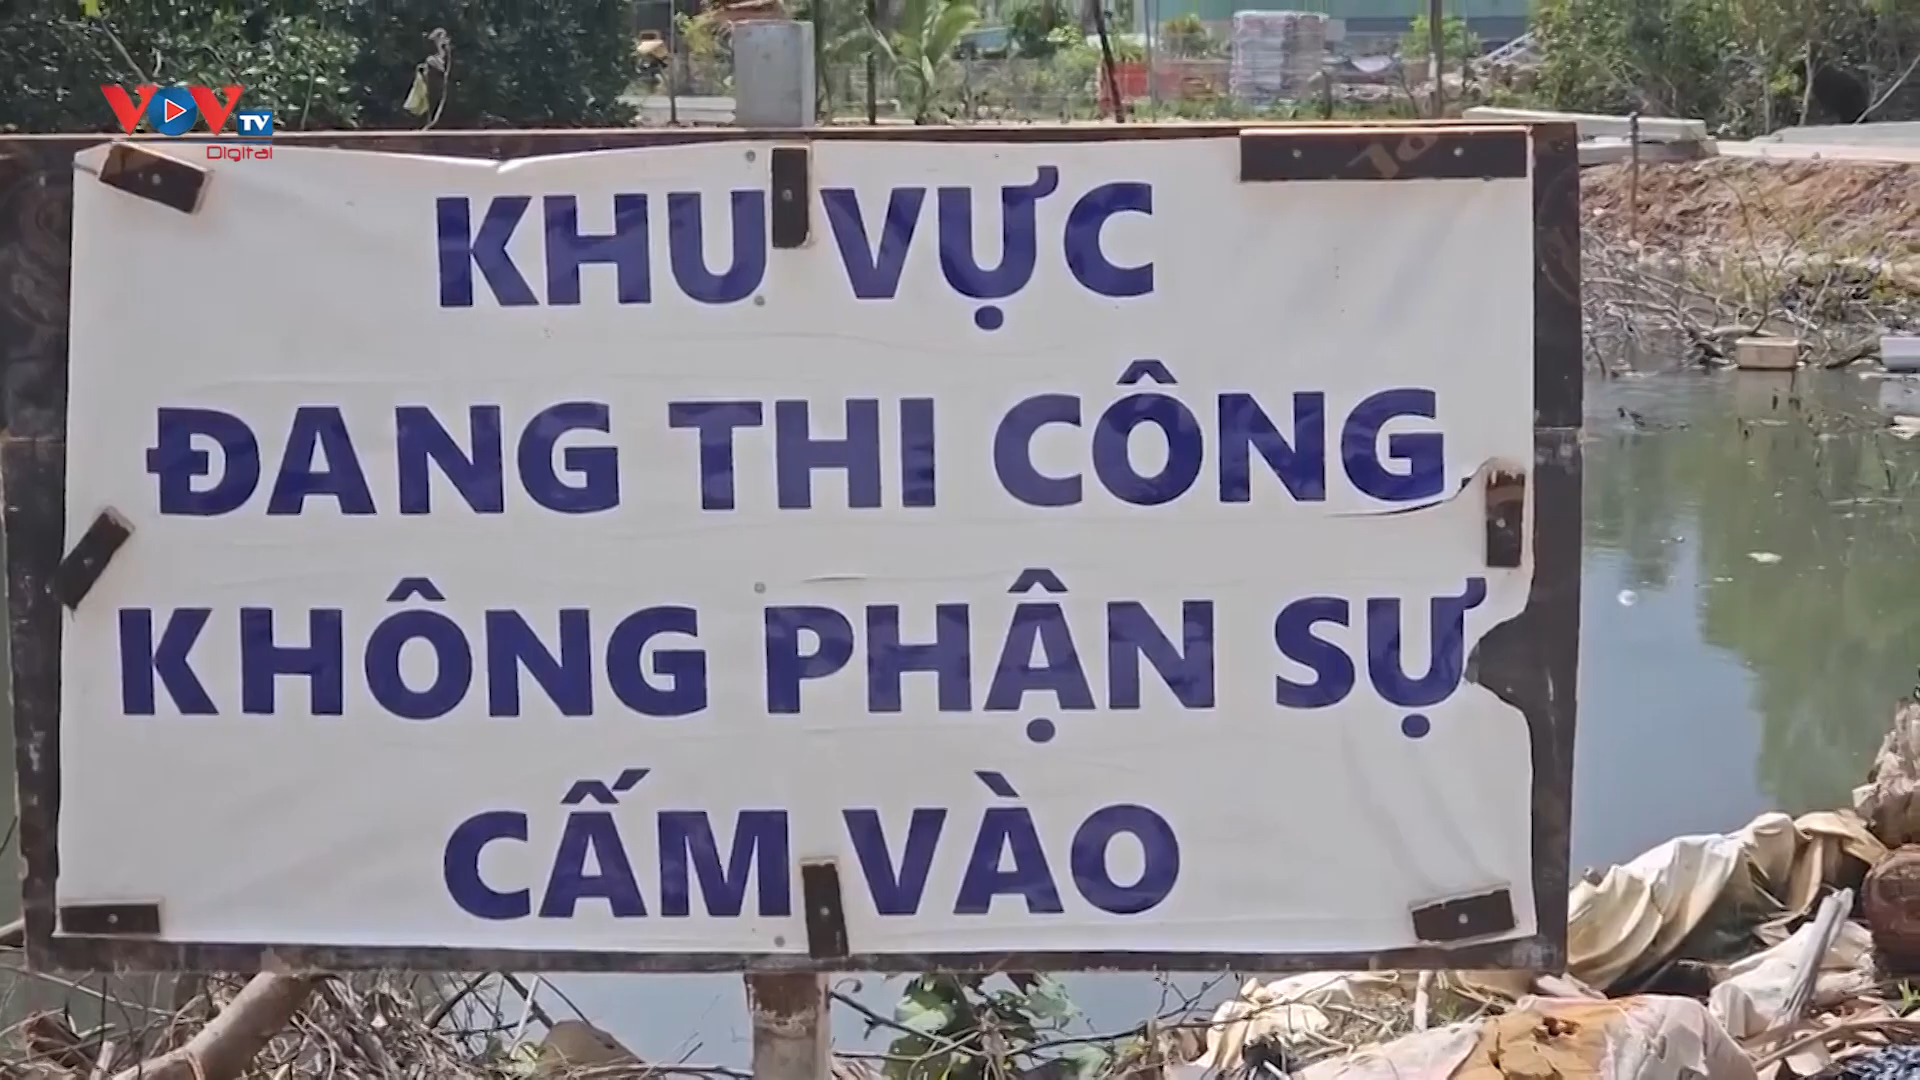 VOV TV
Digital
KHU VỰC
ĐANG THI CÔNG
KHÔNG PHẬN SỰ
CẤM VÀO